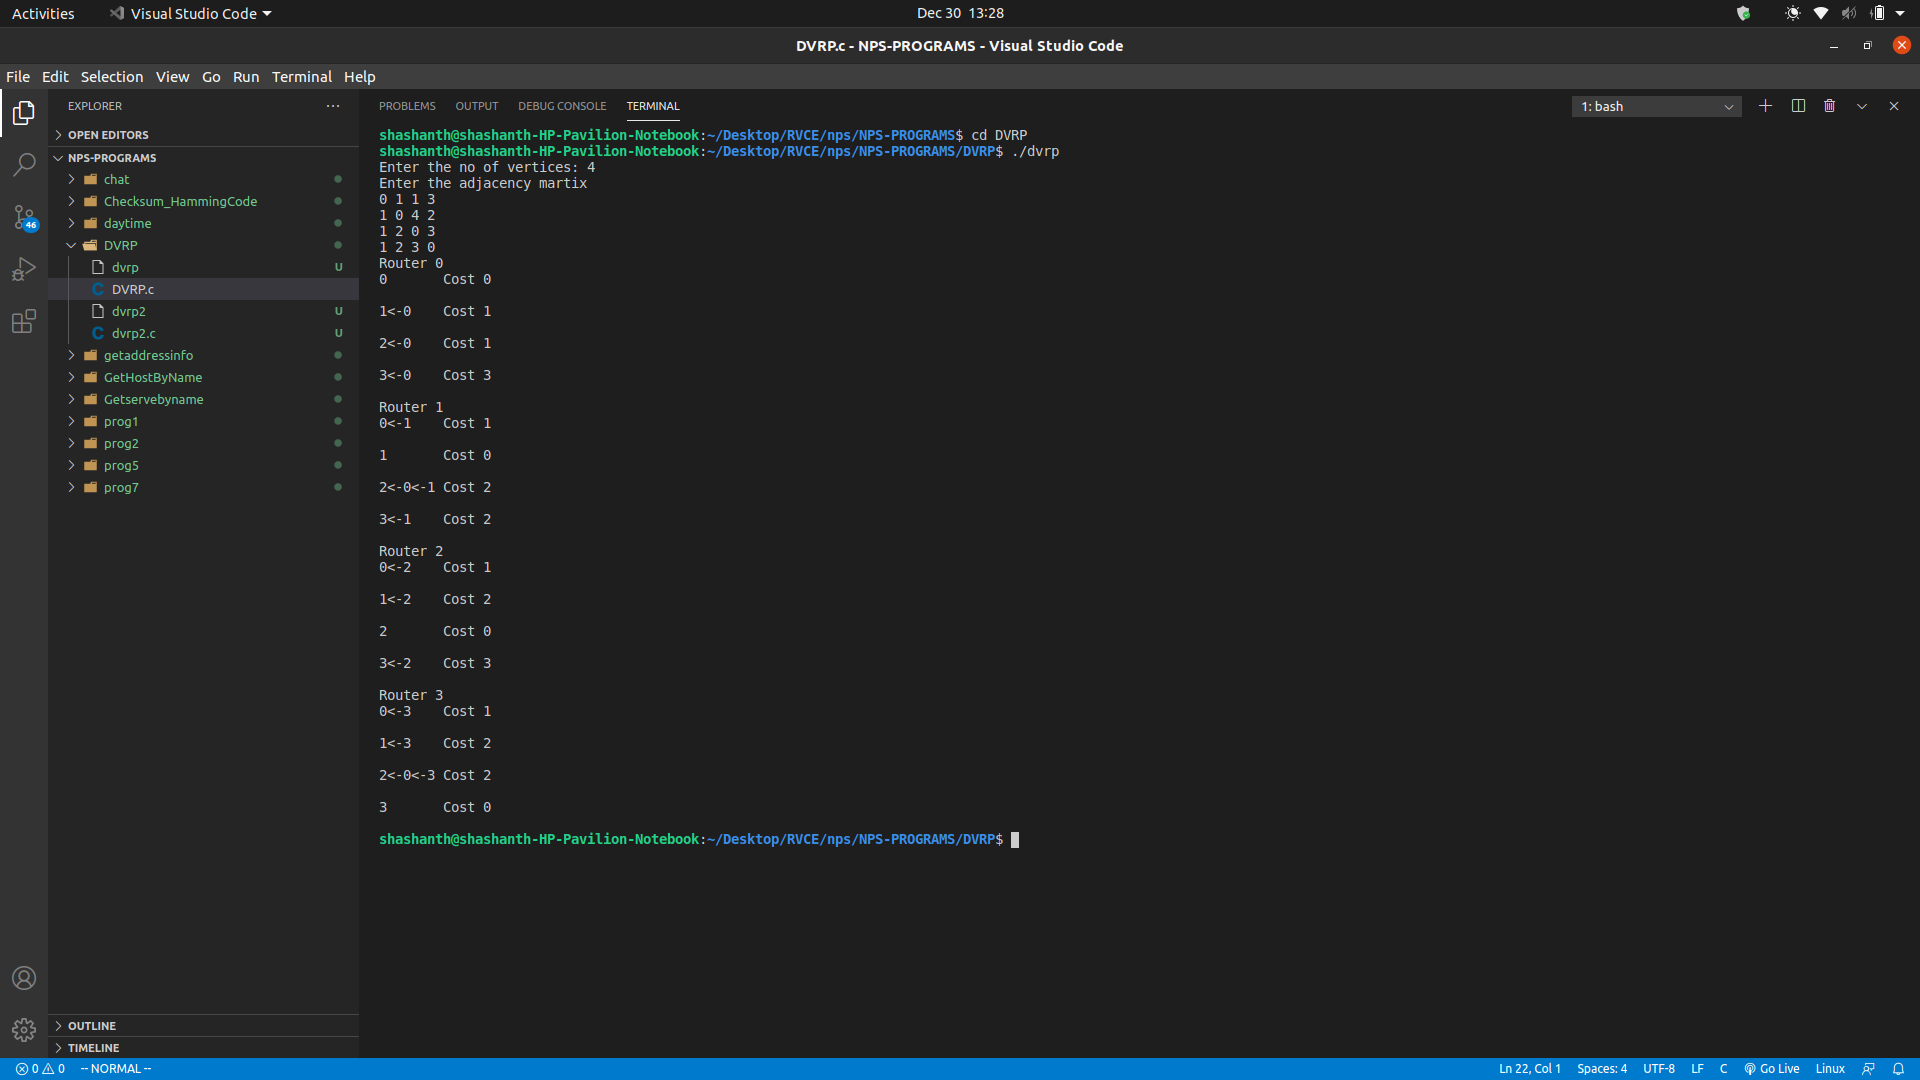 Activities Visual Studio Code Dec 30 13:28
DVRP.c - NPS-PROGRAMS - Visual Studio Code
File Edit Selection View Go Run Terminal Help
EXPLORER
OPEN EDITORS
NPS-PROGRAMS
chat
Checksum_HammingCode
daytime
DVRP
dvrp U
C DVRP.c
dvrp2 U
C dvrp2.c U
getaddressinfo
GetHostByName
Getservebyname
prog1
prog2
prog5
prog7
OUTLINE
TIMELINE
46
PROBLEMS OUTPUT DEBUG CONSOLE TERMINAL 1: bash
shashanth@shashanth-HP-Pavilion-Notebook:~/Desktop/RVCE/nps/NPS-PROGRAMS$ cd DVRP
shashanth@shashanth-HP-Pavilion-Notebook:~/Desktop/RVCE/nps/NPS-PROGRAMS/DVRP$ ./dvrp
Enter the no of vertices: 4
Enter the adjacency martix
0 1 1 3
1 0 4 2
1 2 0 3
1 2 3 0
Router 0
0 Cost 0
1<-0 Cost 1
2<-0 Cost 1
3<-0 Cost 3
Router 1
0<-1 Cost 1
1 Cost 0
2<-0<-1 Cost 2
3<-1 Cost 2
Router 2
0<-2 Cost 1
1<-2 Cost 2
2 Cost 0
3<-2 Cost 3
Router 3
0<-3 Cost 1
1<-3 Cost 2
2<-0<-3 Cost 2
3 Cost 0
shashanth@shashanth-HP-Pavilion-Notebook:~/Desktop/RVCE/nps/NPS-PROGRAMS/DVRP$
0 0 -- NORMAL -- Ln 22, Col 1 Spaces: 4 UTF-8 LF C Go Live Linux